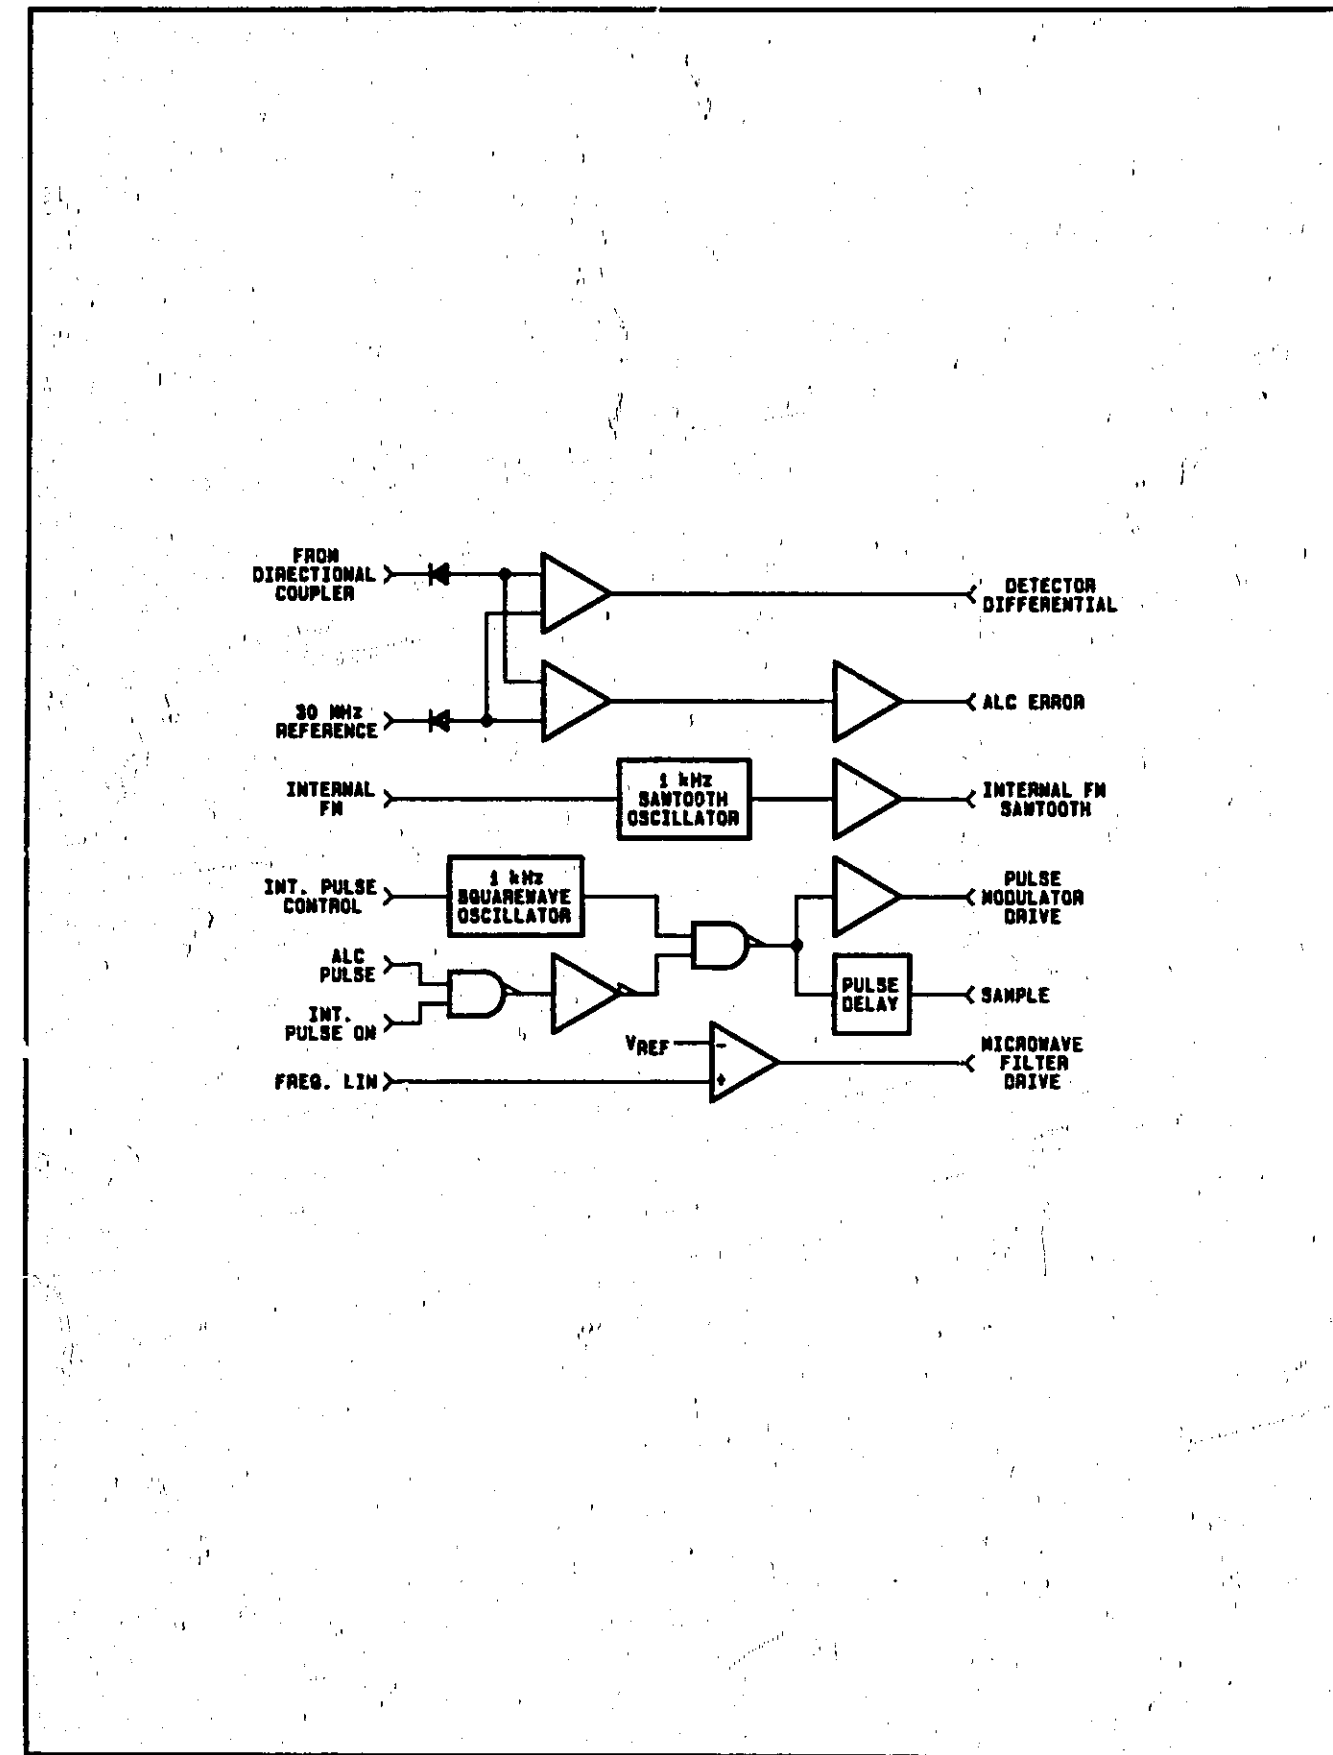 FROM
DIRECTIONAL
COUPLER
DETECTOR
DIFFERENTIAL
30 MHz
REFERENCE
ALC ERROR
INTERNAL
FM
1 kHz
SAWTOOTH
OSCILLATOR
INTERNAL FM
SAWTOOTH
INT. PULSE
CONTROL
1 kHz
SQUAREWAVE
OSCILLATOR
PULSE
MODULATOR
DRIVE
ALC
PULSE
INT.
PULSE ON
PULSE
DELAY
SAMPLE
VREF
-
+
FREQ. LIN
MICROWAVE
FILTER
DRIVE